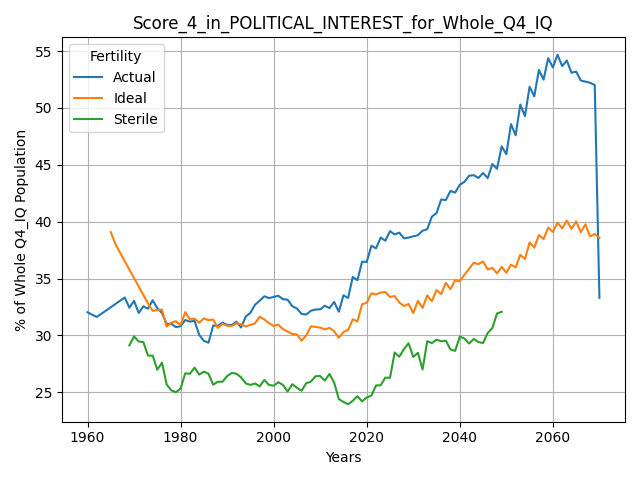 Score_4_in_POLITICAL_INTEREST_for_Whole_Q4_IQ
Fertility
Actual
Ideal
Sterile
% of Whole Q4_IQ Population
55
50
45
40
35
30
25
1960
1980
2000
2020
2040
2060
Years